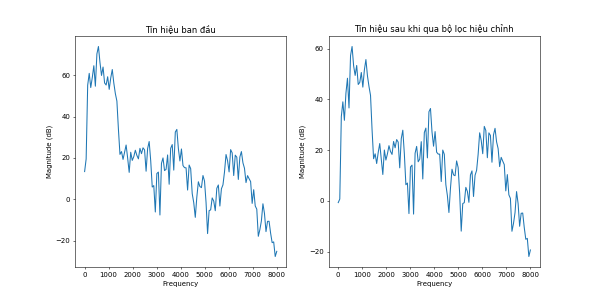 Tín hiệu ban đầu
Magnitude (dB)
60
40
20
0
−20
0 1000 2000 3000 4000 5000 6000 7000 8000
Frequency
Tín hiệu sau khi qua bộ lọc hiệu chỉnh
Magnitude (dB)
60
40
20
0
−20
0 1000 2000 3000 4000 5000 6000 7000 8000
Frequency